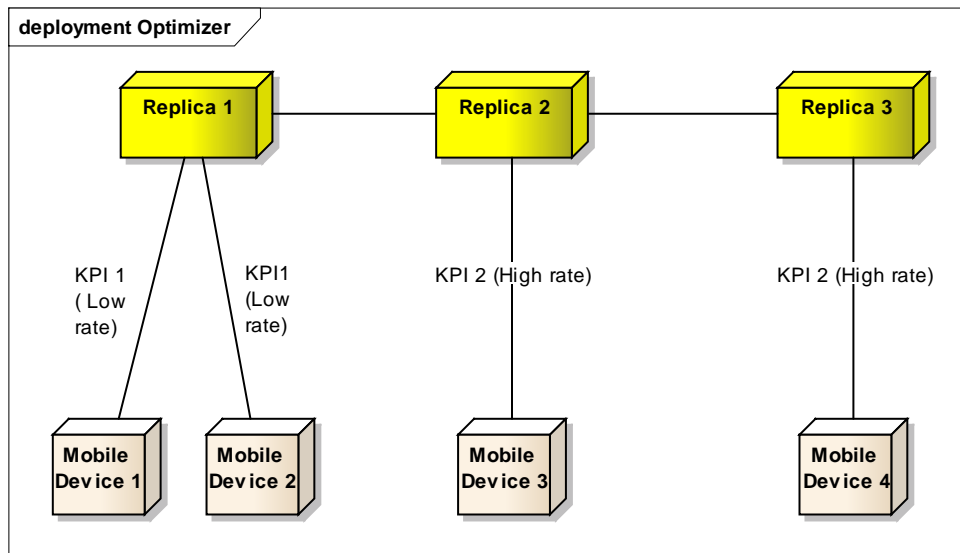 deployment Optimizer
Replica 1
Replica 2
Replica 3
KPI 1
( Low
rate)
KPI1
(Low
rate)
KPI 2 (High rate)
KPI 2 (High rate)
Mobile
Device 1
Mobile
Device 2
Mobile
Device 3
Mobile
Device 4